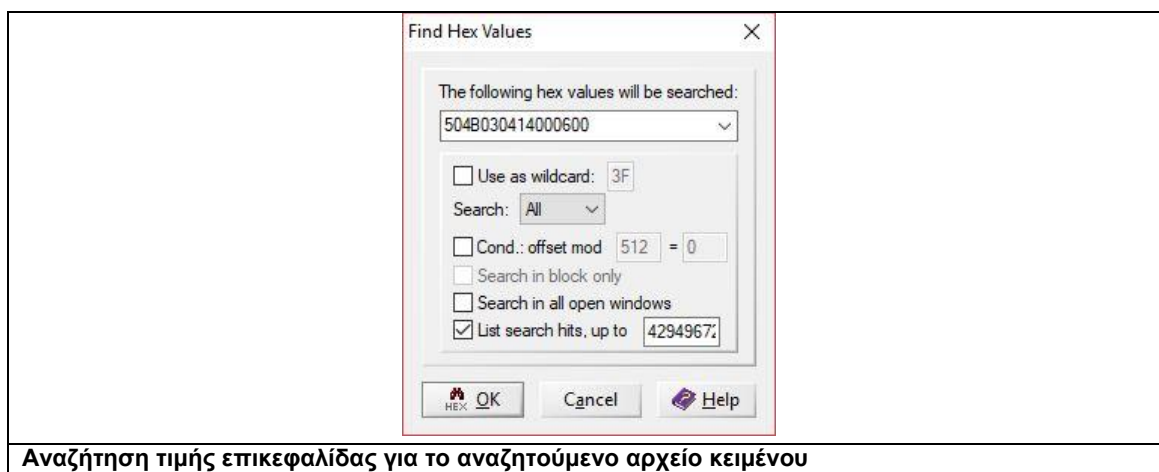 Find Hex Values
The following hex values will be searched:
504B030414000600
Use as wildcard: 3F
Search: All
Cond.: offset mod 512 = 0
Search in block only
Search in all open windows
List search hits, up to 42949672
HEX OK Cancel Help
Αναζήτηση τιμής επικεφαλίδας για το αναζητούμενο αρχείο κειμένου